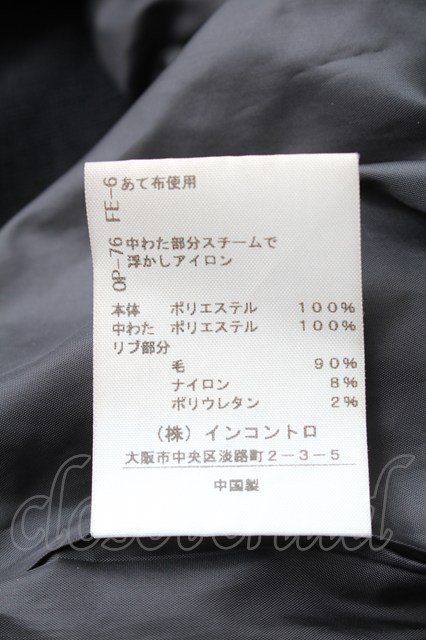 FE-6 あて布使用
OP-76 中わた部分スチームで
浮かしアイロン
本体 ポリエステル 100%
中わた ポリエステル 100%
リブ部分
毛 90%
ナイロン 8%
ポリウレタン 2%
(株)インコントロ
大阪市中央区淡路町2-3-5
中国製
closetchild